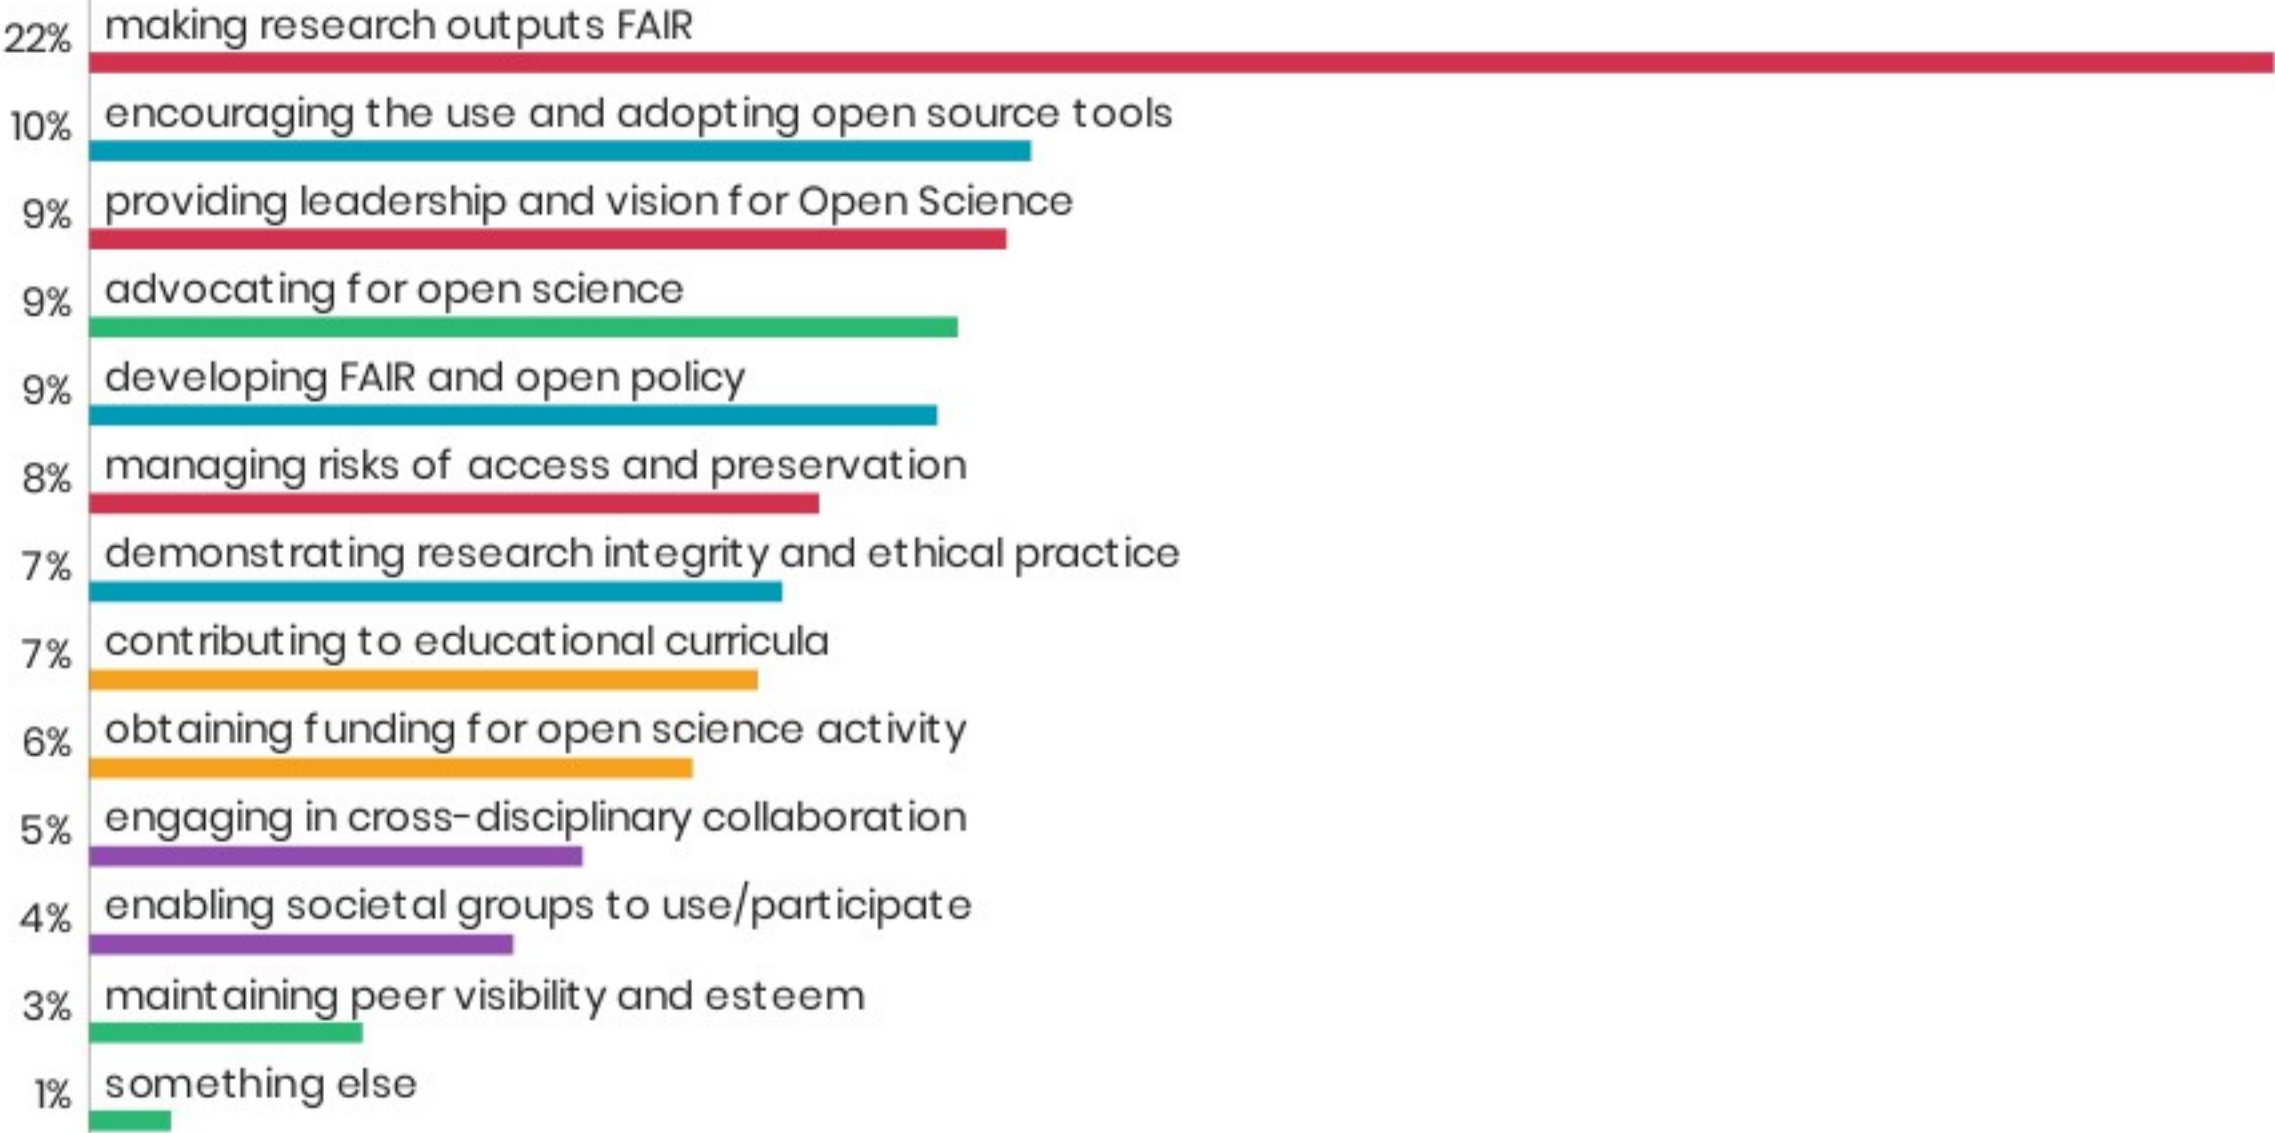 22% making research outputs FAIR
10% encouraging the use and adopting open source tools
9% providing leadership and vision for Open Science
9% advocating for open science
9% developing FAIR and open policy
8% managing risks of access and preservation
7% demonstrating research integrity and ethical practice
7% contributing to educational curricula
6% obtaining funding for open science activity
5% engaging in cross-disciplinary collaboration
4% enabling societal groups to use/participate
3% maintaining peer visibility and esteem
1% something else